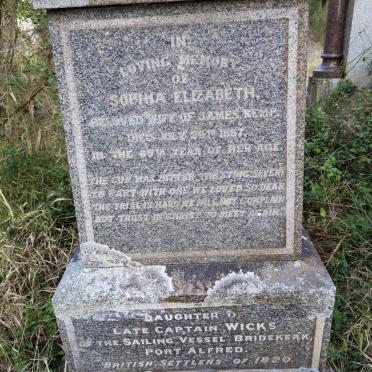 IN
LOVING MEMORY
OF
SOPHIA ELIZABETH,
BELOVED WIFE OF JAMES KEMP,
DIED JULY 24TH 1887,
IN THE YEAR OF HER AGE.
THE CUP WAS BITTER, THE STING SEVERE
TO PART WITH ONE WE LOVED SO DEAR
THE TRIAL IS HARD WE WILL NOT COMPLAIN
BUT TRUST IN CHRIST TO MEET AGAIN.
DAUGHTER O
LATE CAPTAIN WICKS
OF THE SAILING VESSEL BRIDEKERK,
PORT ALFRED.
BRITISH SETTLERS OF 1820.